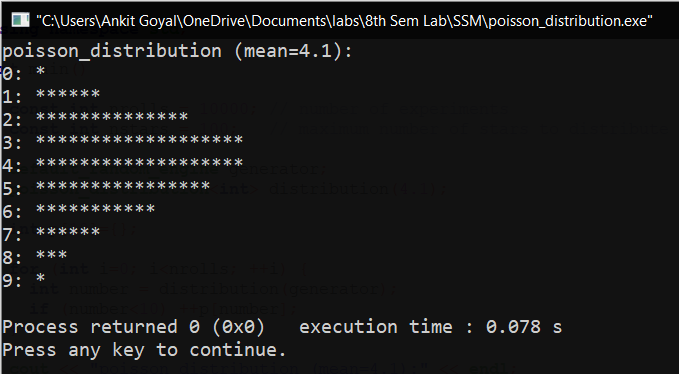 "C:\Users\Ankit Goyal\OneDrive\Documents\labs\8th Sem Lab\SSM\poisson_distribution.exe"
poisson_distribution (mean=4.1):
0: *
1: ******
2: **************
3: *******************
4: *******************
5: ****************
6: ***********
7: ******
8: ***
9: *
Process returned 0 (0x0)   execution time : 0.078 s
Press any key to continue.